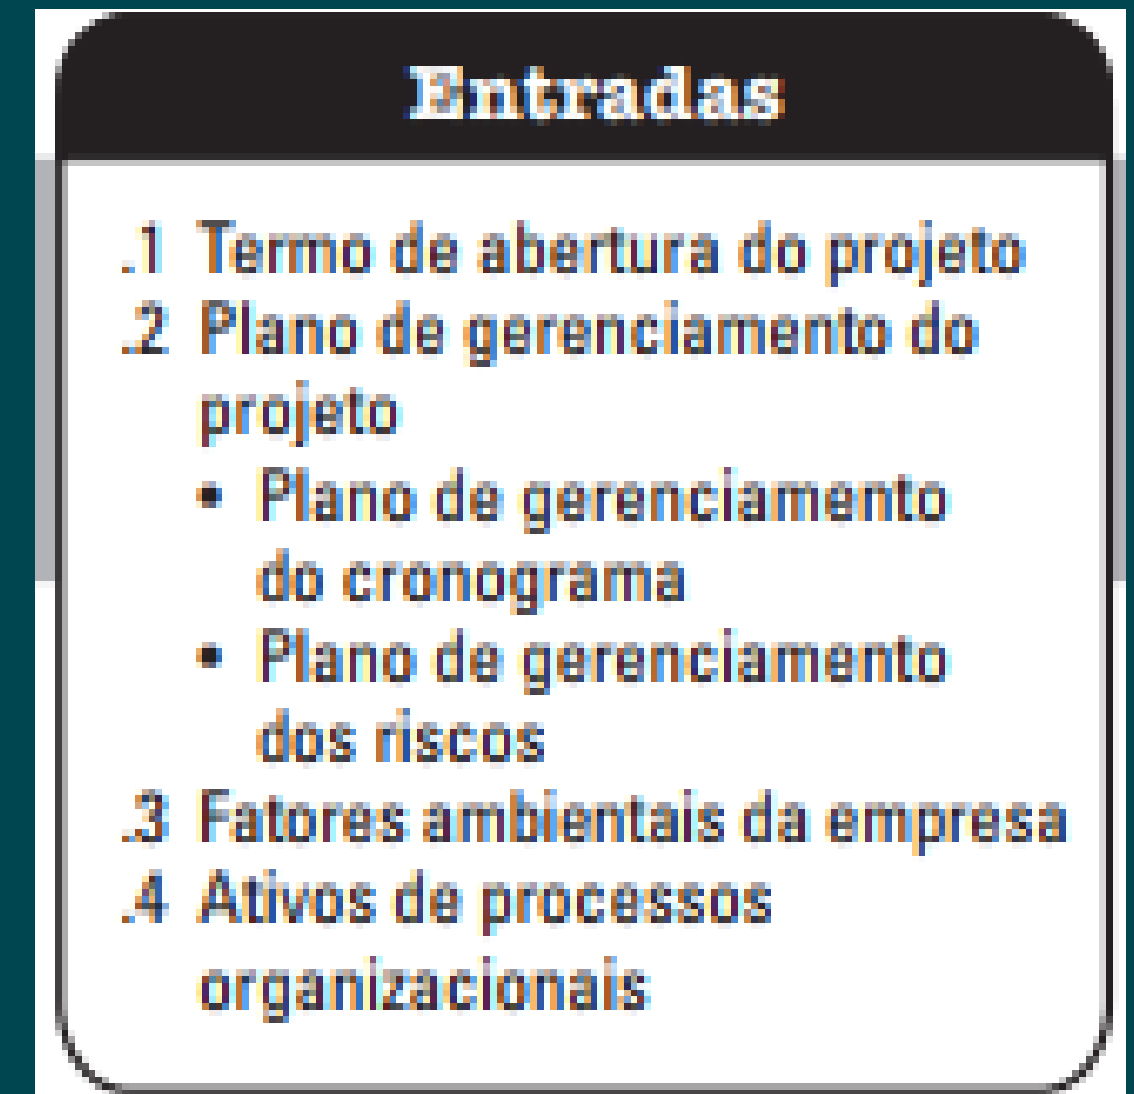 Entradas
.1 Termo de abertura do projeto
.2 Plano de gerenciamento do
projeto
• Plano de gerenciamento
do cronograma
• Plano de gerenciamento
dos riscos
.3 Fatores ambientais da empresa
.4 Ativos de processos
organizacionais